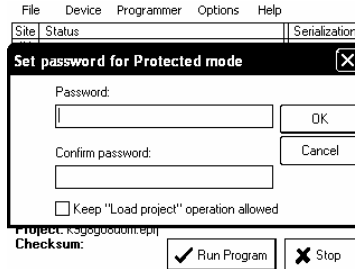 File Device Programmer Options Help
Site Status Serialization
Set password for Protected mode
Password:
OK
Confirm password:
Cancel
Keep "Load project" operation allowed
Project:
Checksum:
Run Program Stop